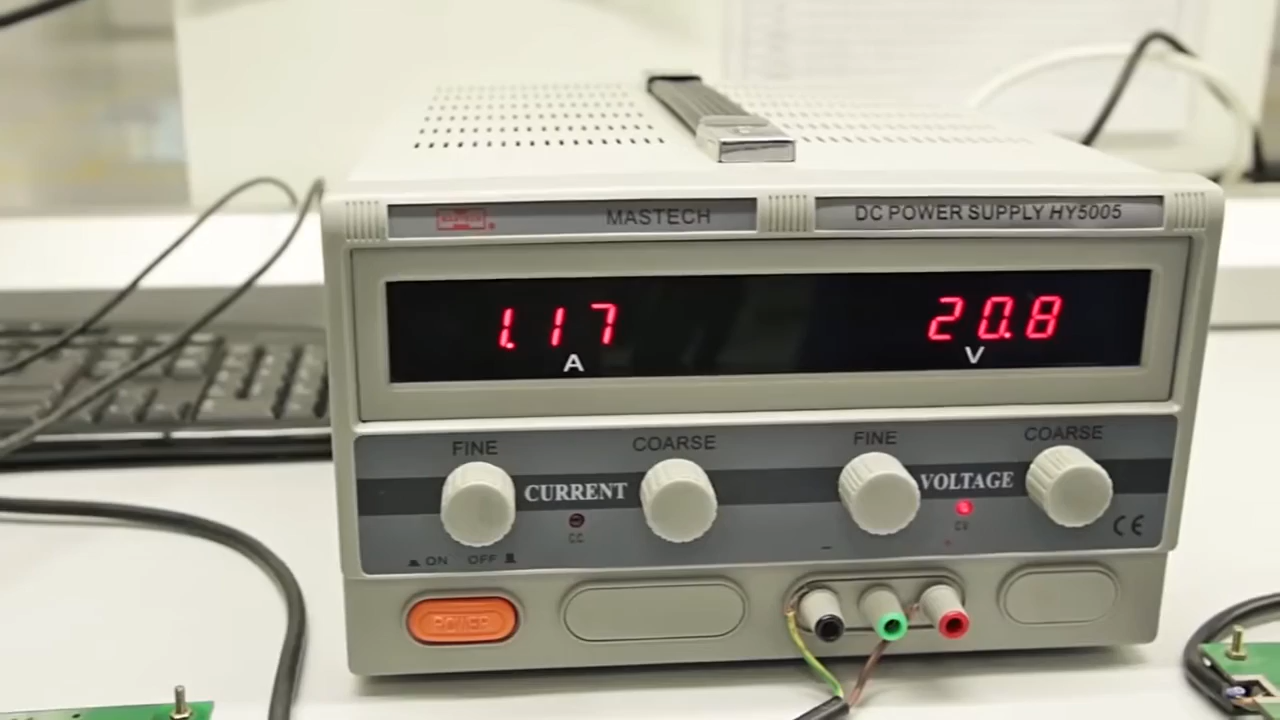 MASTECH
DC POWER SUPPLY HY5005
1.17
20.8
A
V
FINE
COARSE
FINE
COARSE
CURRENT
VOLTAGE
CC
CV
CE
ON OFF
POWER